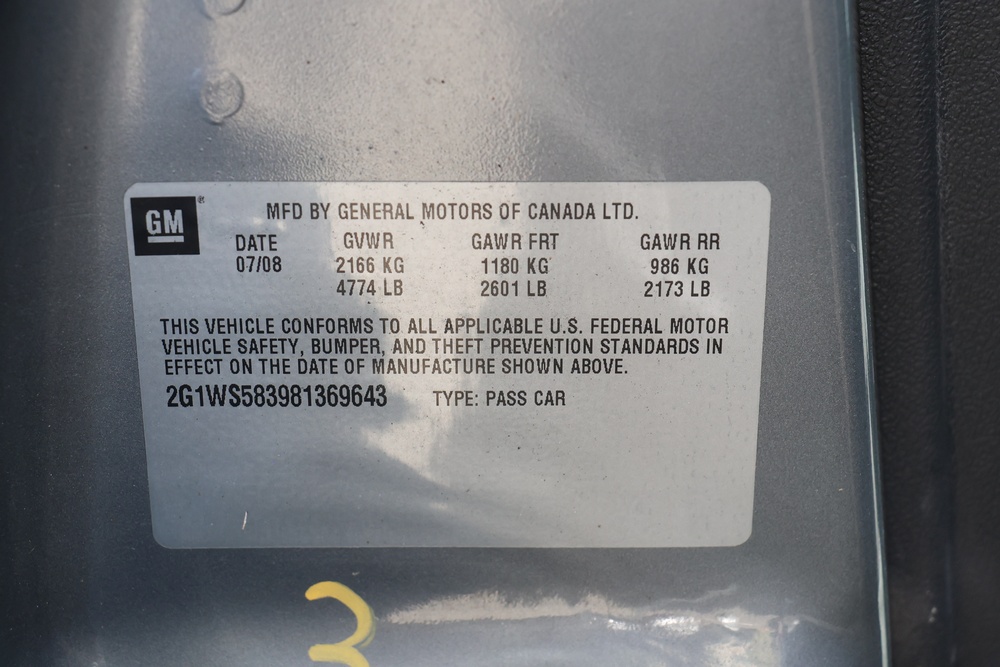 GM®
MFD BY GENERAL MOTORS OF CANADA LTD.
DATE GVWR GAWR FRT GAWR RR
07/08 2166 KG 1180 KG 986 KG
4774 LB 2601 LB 2173 LB
THIS VEHICLE CONFORMS TO ALL APPLICABLE U.S. FEDERAL MOTOR
VEHICLE SAFETY, BUMPER, AND THEFT PREVENTION STANDARDS IN
EFFECT ON THE DATE OF MANUFACTURE SHOWN ABOVE.
2G1WS583981369643 TYPE: PASS CAR